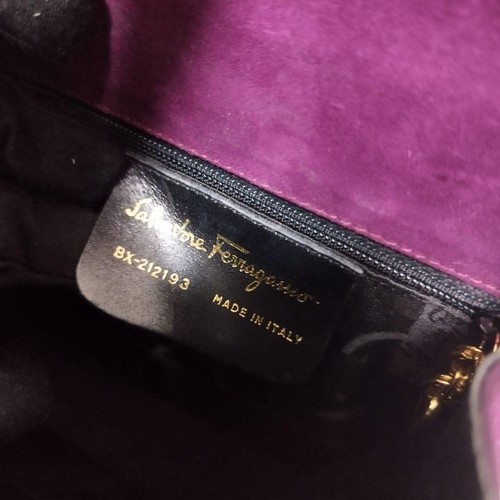 Salvatore Ferragamo
BX-212193
MADE IN ITALY